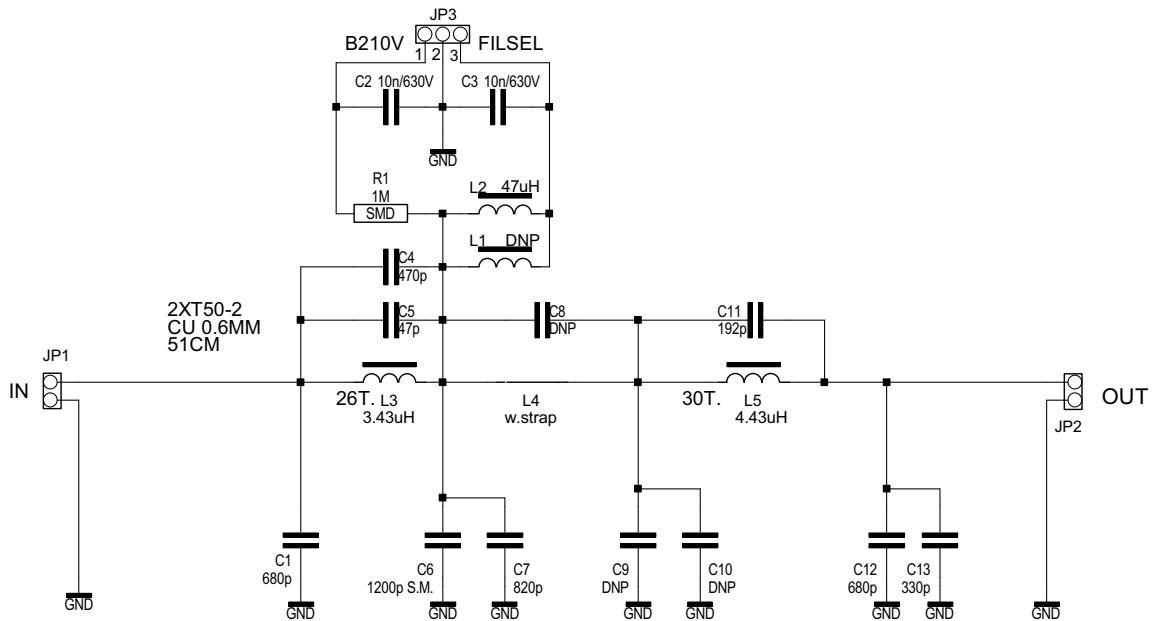 JP3
B210V
1
2
3
FILSEL
C2 10n/630V
C3 10n/630V
GND
R1
1M
SMD
L2 47uH
L1 DNP
C4
470p
2XT50-2
CU 0.6MM
51CM
C5
47p
C8
DNP
C11
192p
JP1
IN
26T.
L3
3.43uH
L4
w.strap
30T.
L5
4.43uH
OUT
JP2
C1
680p
C6
1200p S.M.
C7
820p
C9
DNP
C10
DNP
C12
680p
C13
330p
GND
GND
GND
GND
GND
GND
GND
GND
GND